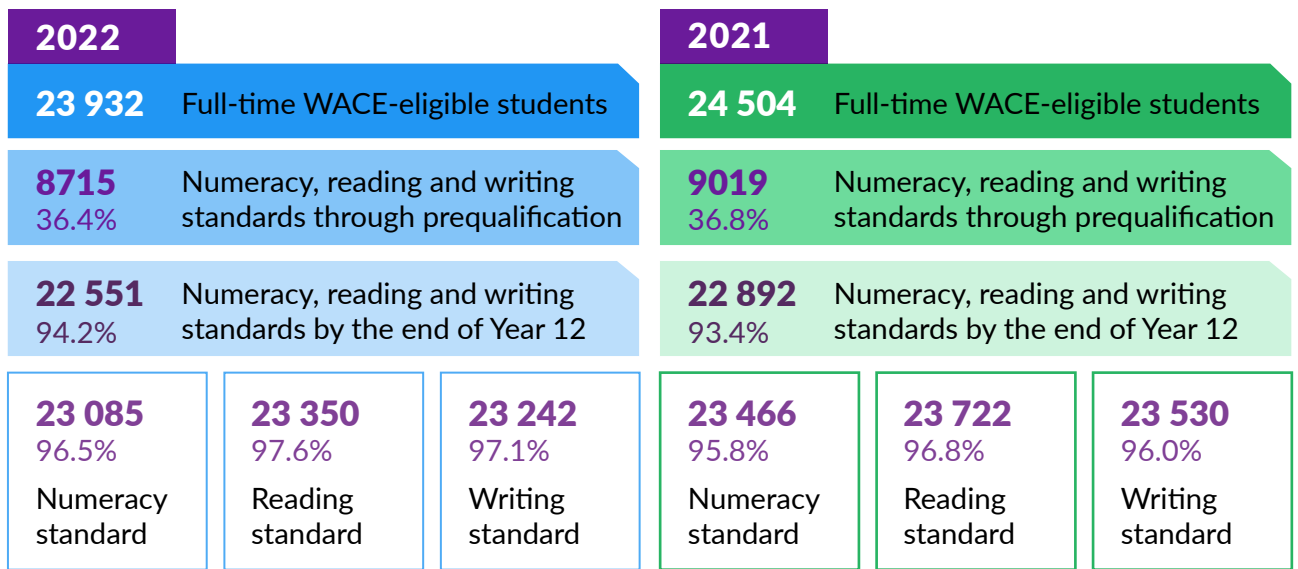 2022
23 932 Full-time WACE-eligible students
8715 Numeracy, reading and writing
36.4% standards through prequalification
22 551 Numeracy, reading and writing
94.2% standards by the end of Year 12
23 085
96.5%
Numeracy
standard
23 350
97.6%
Reading
standard
23 242
97.1%
Writing
standard
2021
24 504 Full-time WACE-eligible students
9019 Numeracy, reading and writing
36.8% standards through prequalification
22 892 Numeracy, reading and writing
93.4% standards by the end of Year 12
23 466
95.8%
Numeracy
standard
23 722
96.8%
Reading
standard
23 530
96.0%
Writing
standard